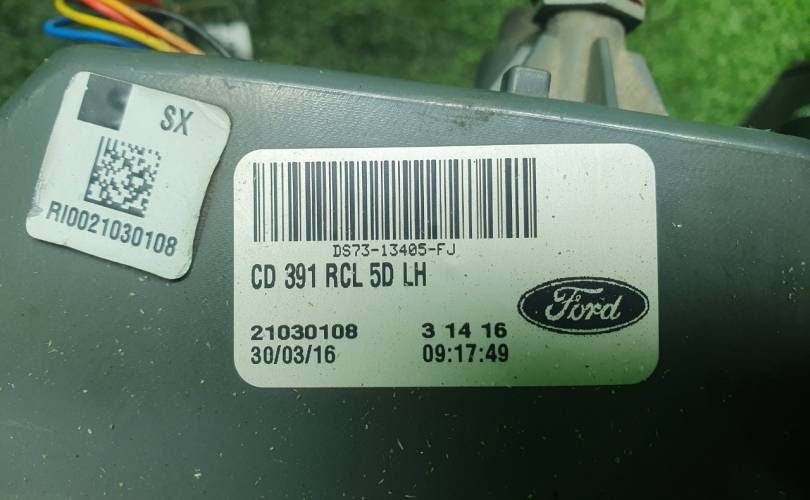 SX
RI0021030108
DS73-13405-FJ
CD 391 RCL 5D LH
Ford
21030108 3 14 16
30/03/16 09:17:49